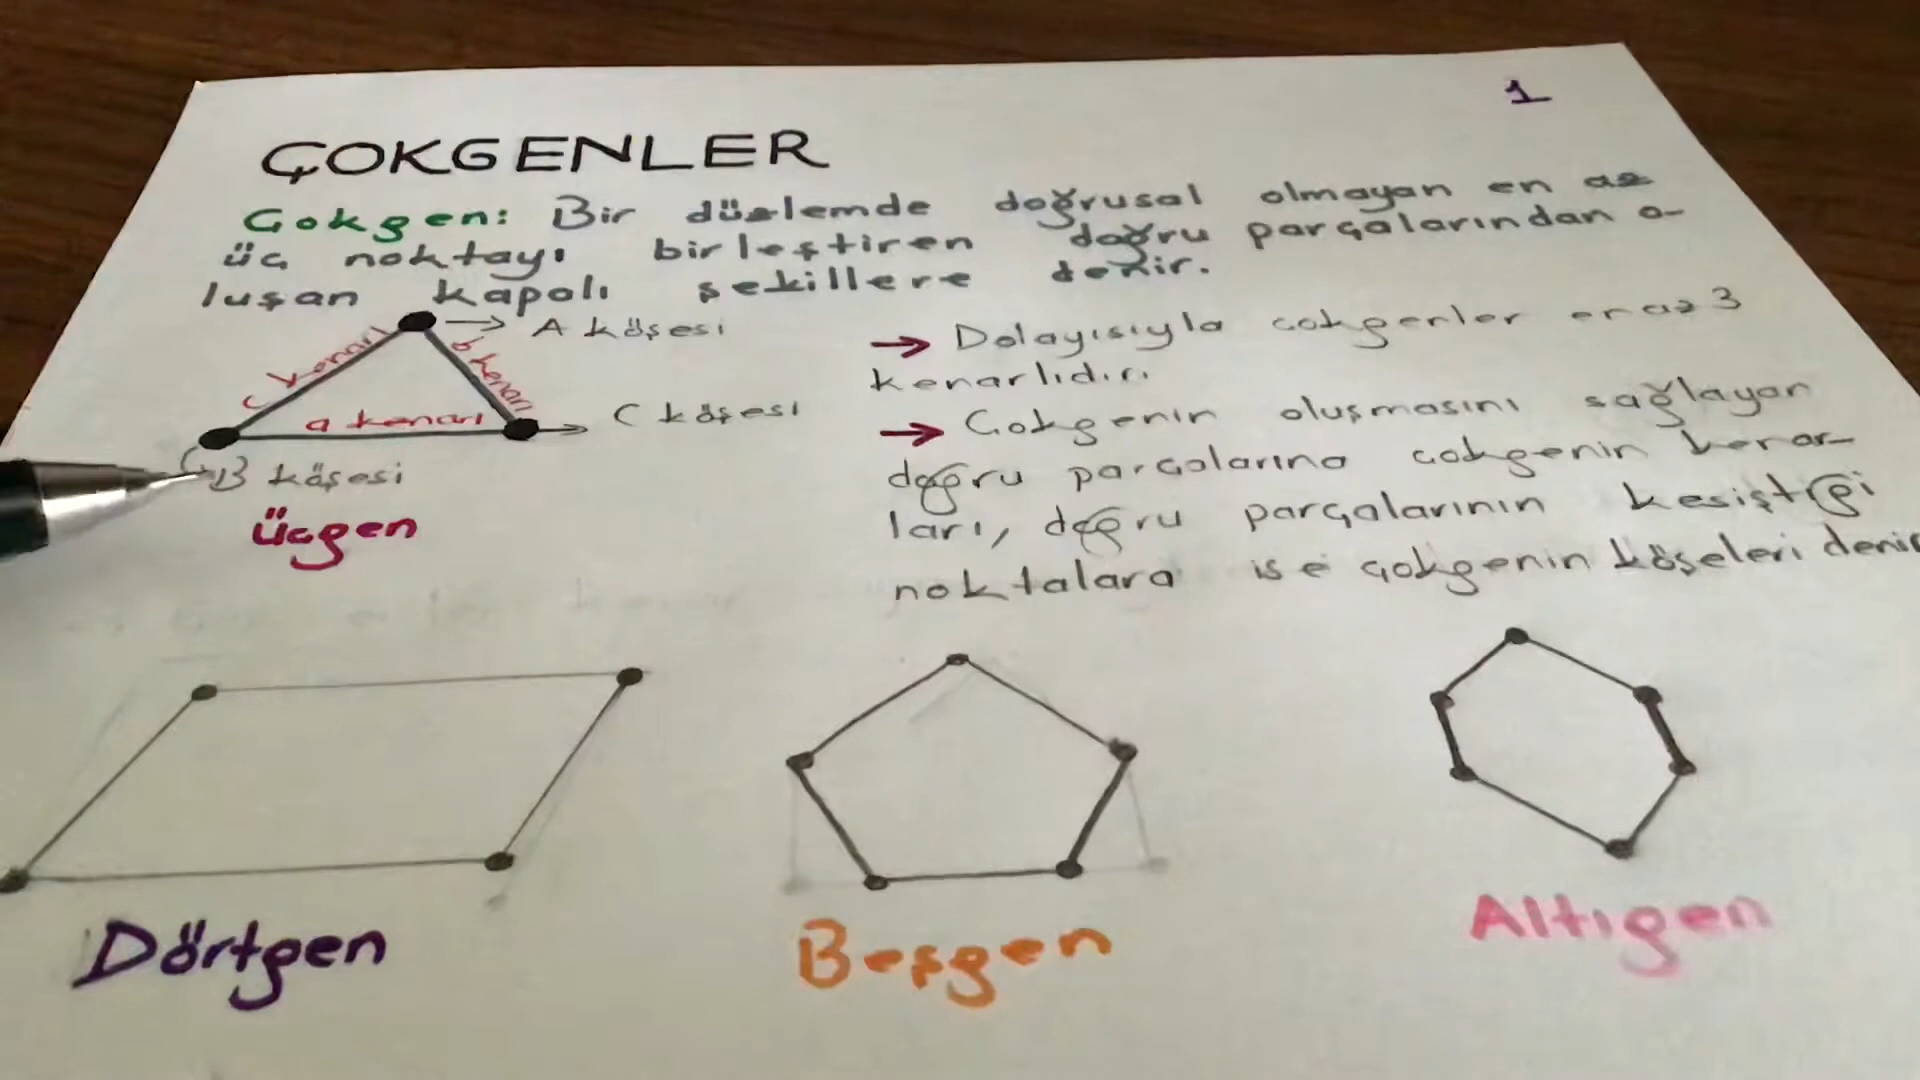 1
ÇOKGENLER
Çokgen: Bir düzlemde doğrusal olmayan en az
üç noktayı birleştiren doğru parçalarından o-
luşan kapalı şekillere denir.
A köşesi
c kenarı
b kenarı
a kenarı
C köşesi
B köşesi
Üçgen
→ Dolayısıyla çokgenler en az 3
kenarlıdır.
→ Çokgenin oluşmasını sağlayan
doğru parçalarına çokgenin kenar-
ları, doğru parçalarının kesiştiği
noktalara ise çokgenin köşeleri denir
Dörtgen
Beşgen
Altıgen